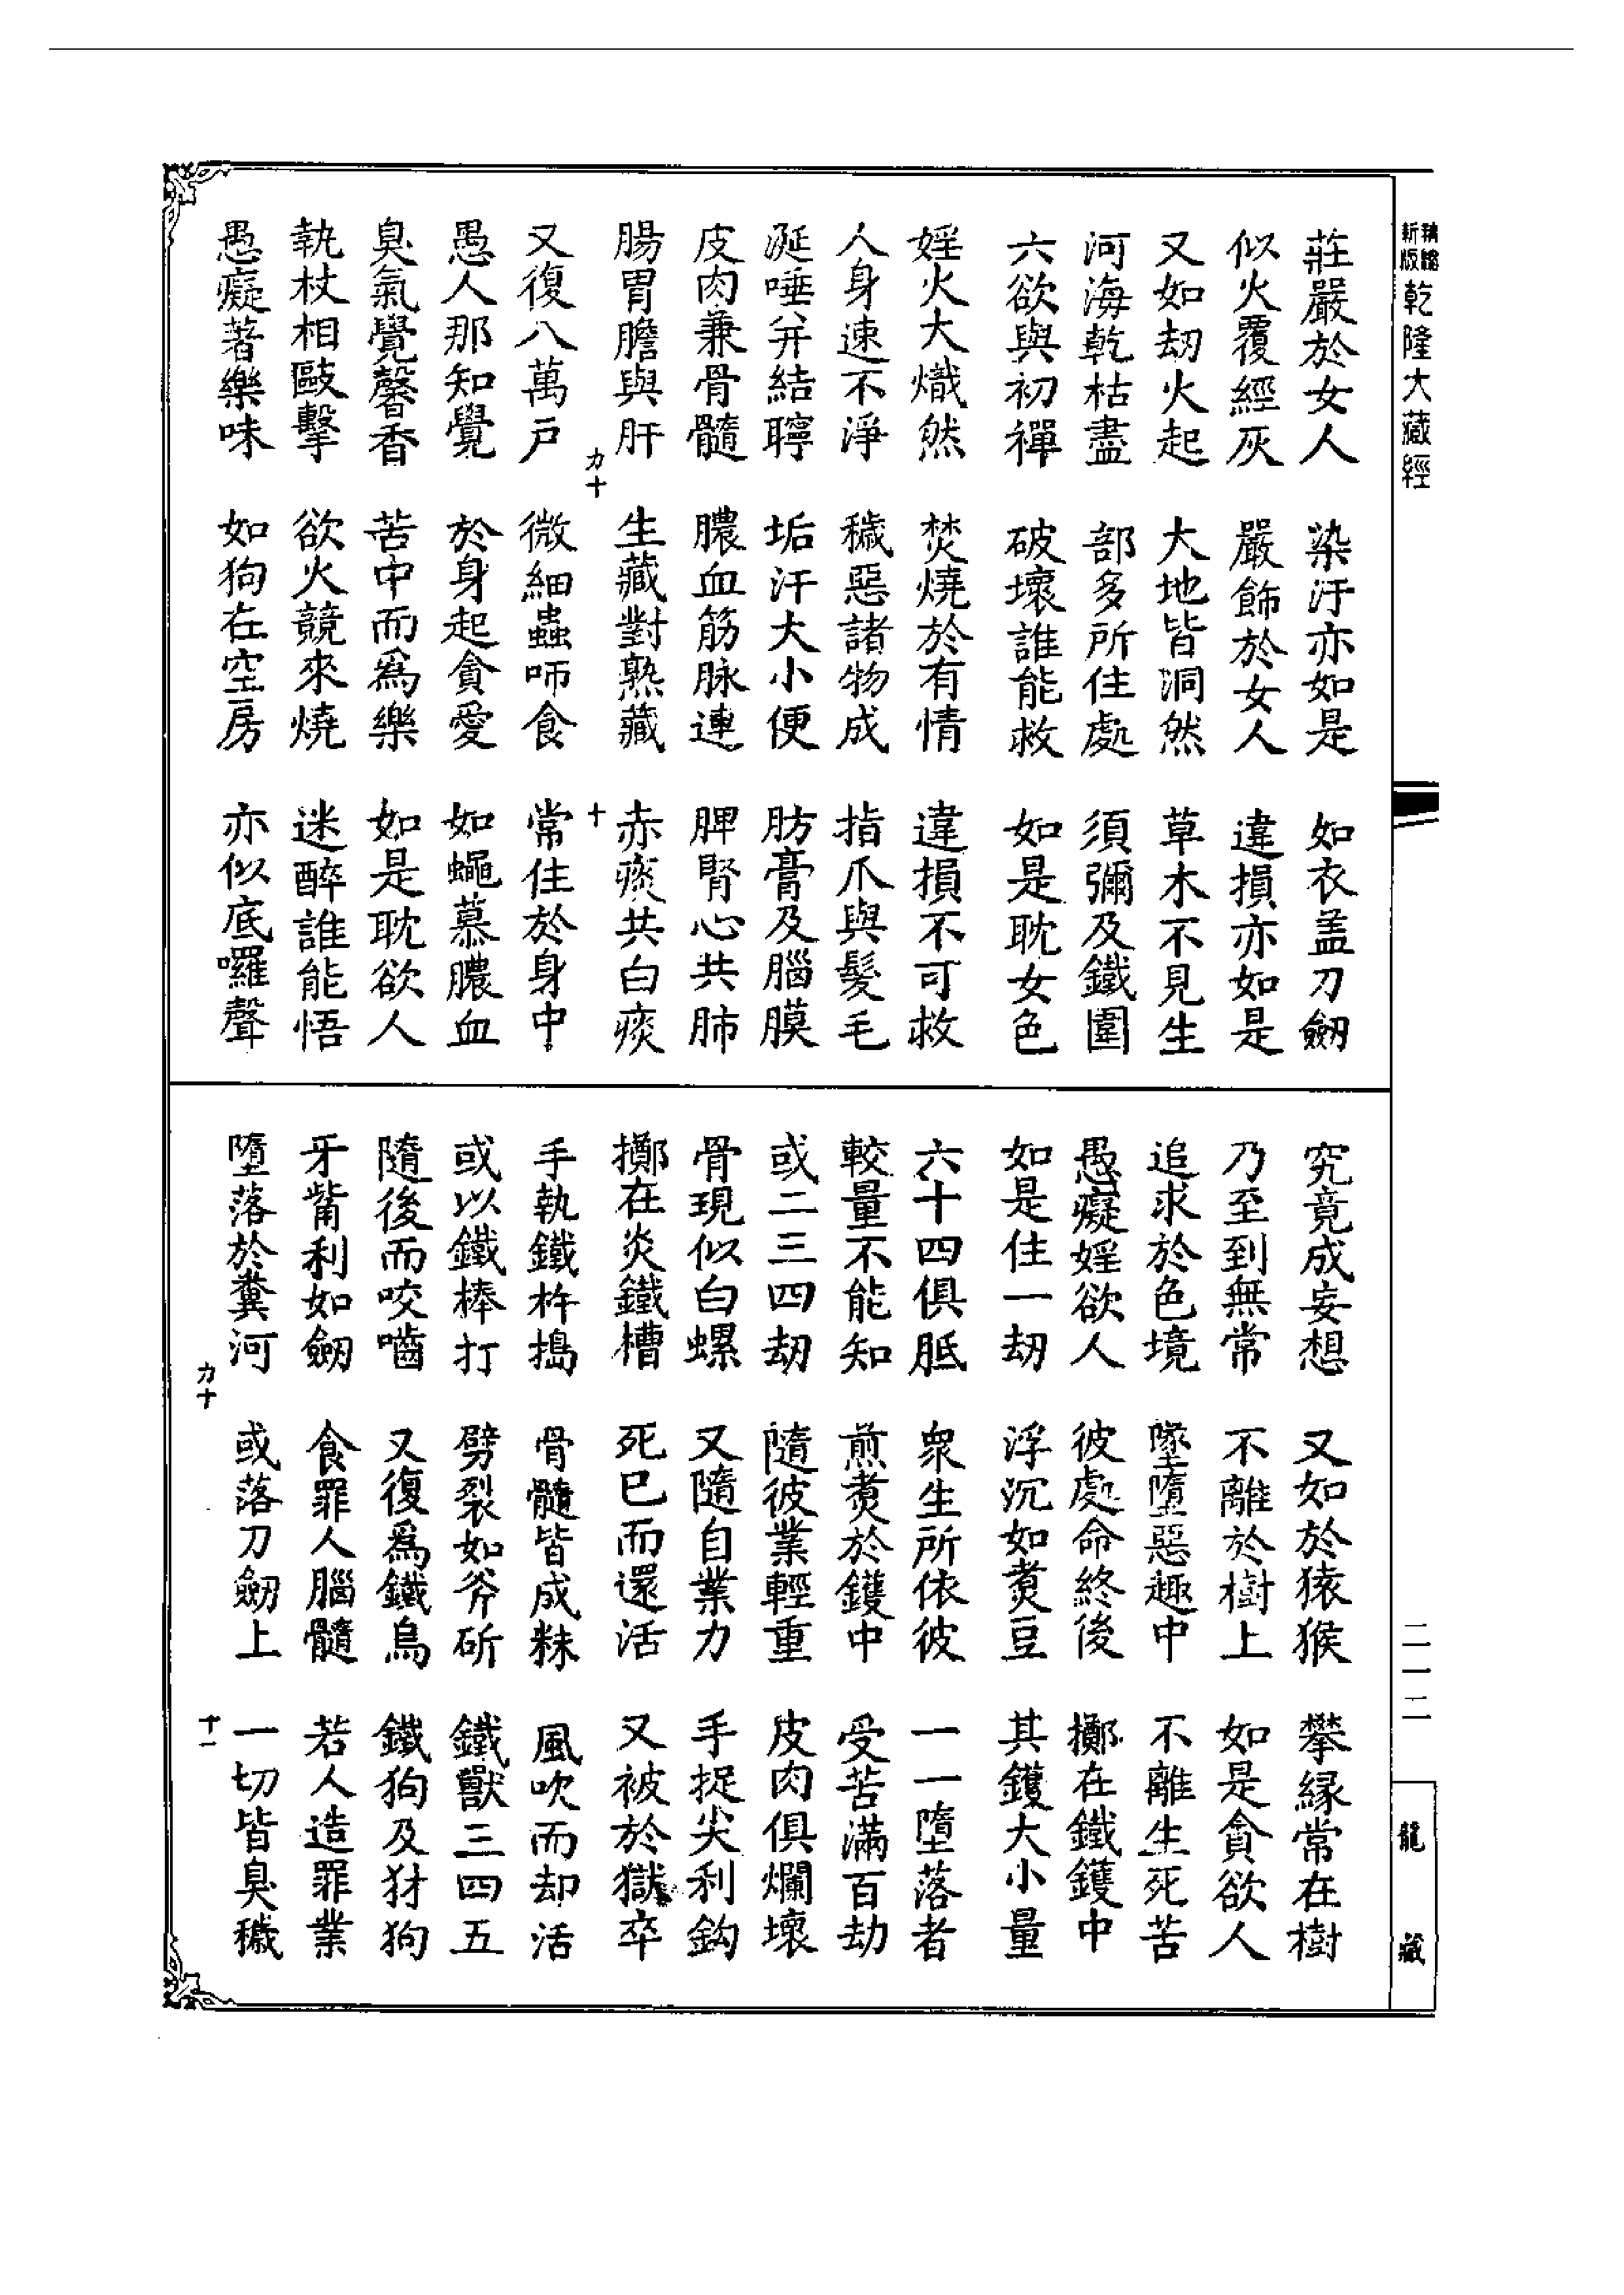 新版
乾隆大藏經
二一二
龍藏
莊嚴於女人　染汙亦如是　如衣盖刀劒
似火覆經灰　嚴飾於女人　違損亦如是
又如劫火起　大地皆洞然　草木不見生
河海乾枯盡　部多所住處　須彌及鐵圍
六欲與初禪　破壞誰能救　如是耽女色
婬火大熾然　焚燒於有情　違損不可救
人身速不淨　穢惡諸物成　指爪與髮毛
涎唾并結聹　垢汗大小便　肪膏及腦膜
皮肉兼骨髓　膿血筋脉連　脾腎心共肺
腸胃膽與肝　生藏對熟藏　赤痰共白痰
力十　十
又復八萬戶　微細蟲咂食　常住於身中
愚人那知覺　於身起貪愛　如蠅慕膿血
臭氣覺馨香　苦中而爲樂　如是耽欲人
執杖相敺擊　欲火競來燒　迷醉誰能悟
愚癡著樂味　如狗在空房　亦似底囉聲
究竟成妄想　又如於猿猴　攀緣常在樹
乃至到無常　不離於樹上　如是貪欲人
追求於色境　墜墮惡趣中　不離生死苦
愚癡婬欲人　彼處命終後　擲在鐵鑊中
如是住一劫　浮沉如煑豆　其鑊大小量
六十四俱胝　衆生所依彼　一一墮落者
較量不能知　煎煑於鑊中　受苦滿百劫
或二三四劫　隨彼業輕重　皮肉俱爛壞
骨現似白螺　又隨自業力　手捉尖利鈎
擲在炎鐵槽　死巳而還活　又被於獄卒
手執鐵杵搗　骨髓皆成粖　風吹而却活
或以鐵棒打　劈裂如斧斫　鐵獸三四五
隨後而咬嚙　又復爲鐵烏　鐵狗及犲狗
牙觜利如劒　食罪人腦髓　若人造罪業
墮落於糞河　或落刀劒上　一切皆臭穢
力十　十一